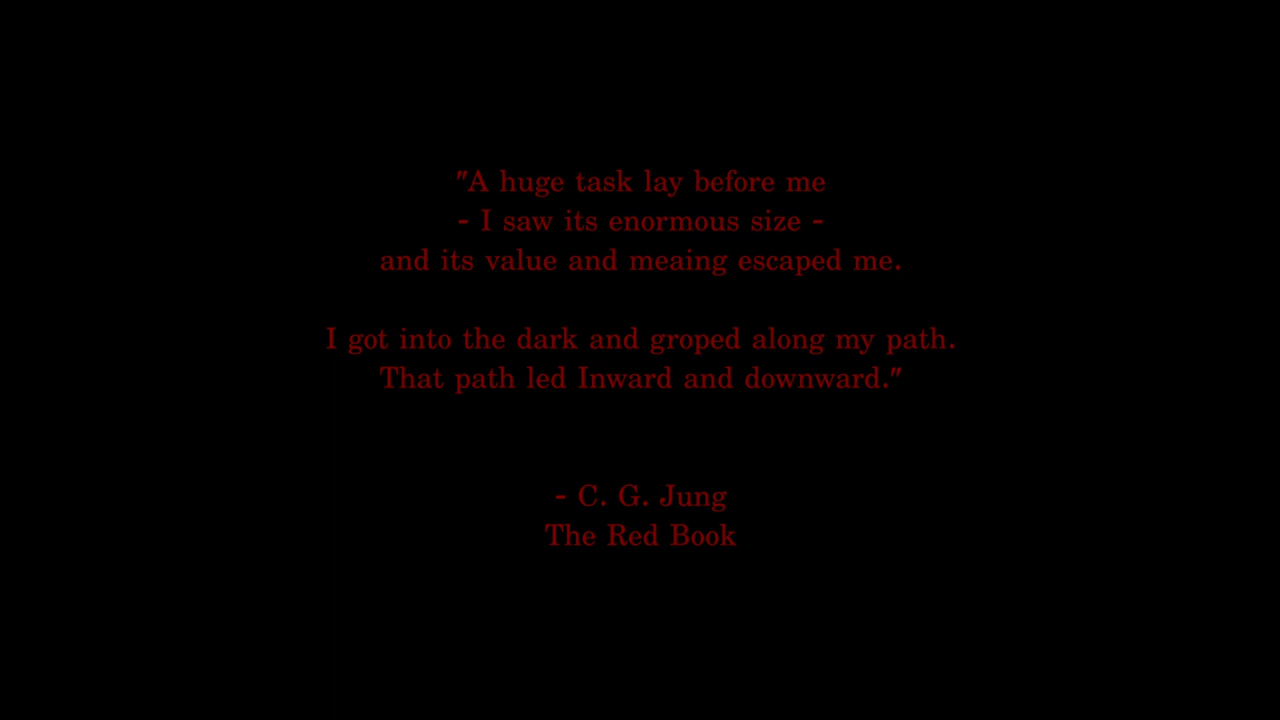 "A huge task lay before me
- I saw its enormous size -
and its value and meaing escaped me.
I got into the dark and groped along my path.
That path led Inward and downward."
- C. G. Jung
The Red Book